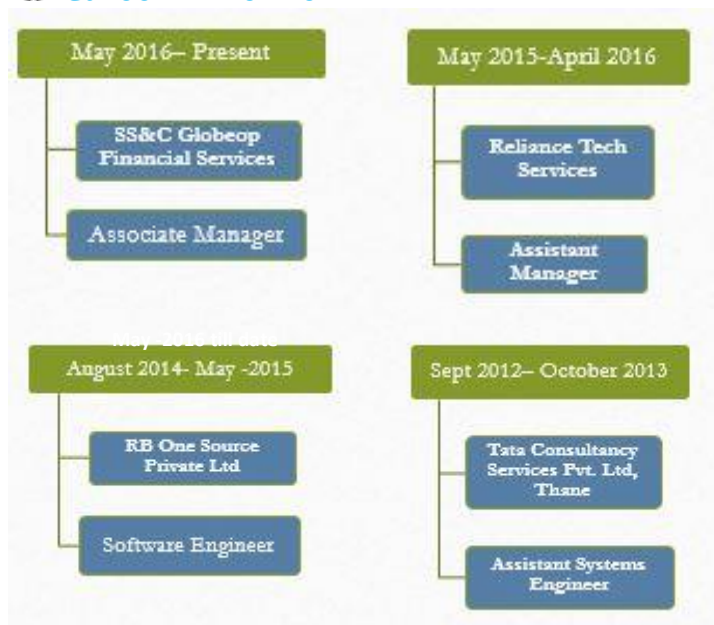 May 2016– Present
SS&C Globeop
Financial Services
Associate Manager
May 2015-April 2016
Reliance Tech
Services
Assistant
Manager
August 2014- May -2015
RB One Source
Private Ltd
Software Engineer
Sept 2012– October 2013
Tata Consultancy
Services Pvt. Ltd,
Thane
Assistant Systems
Engineer